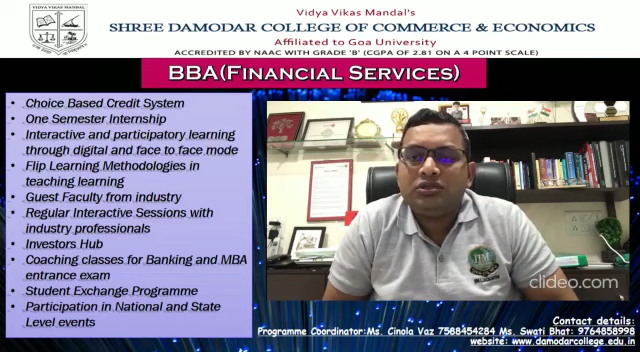 Vidya Vikas Mandal's
SHREE DAMODAR COLLEGE OF COMMERCE & ECONOMICS
Affiliated to Goa University
ACCREDITED BY NAAC WITH GRADE 'B' (CGPA OF 2.81 ON A 4 POINT SCALE)
BBA(FINANCIAL SERVICES)
• Choice Based Credit System
• One Semester Internship
• Interactive and participatory learning
through digital and face to face mode
• Flip Learning Methodologies in
teaching learning
• Guest Faculty from industry
• Regular Interactive Sessions with
industry professionals
• Investors Hub
• Coaching classes for Banking and MBA
entrance exam
• Student Exchange Programme
• Participation in National and State
Level events
IIM
clideo.com
Contact details:
Programme Coordinator:Ms. Cinola Vaz 7588454284 Ms. Swati Bhat: 9764858998
website: www.damodarcollege.edu.in